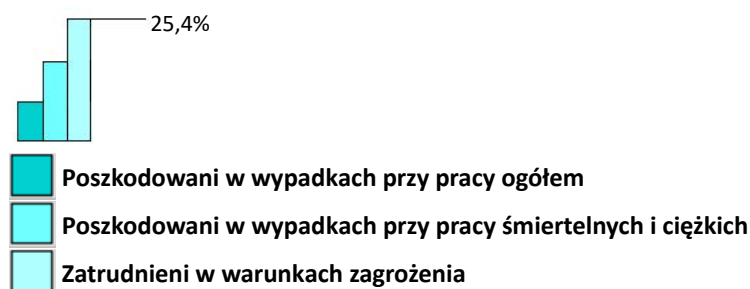 25,4%
Poszkodowani w wypadkach przy pracy ogółem
Poszkodowani w wypadkach przy pracy śmiertelnych i ciężkich
Zatrudnieni w warunkach zagrożenia